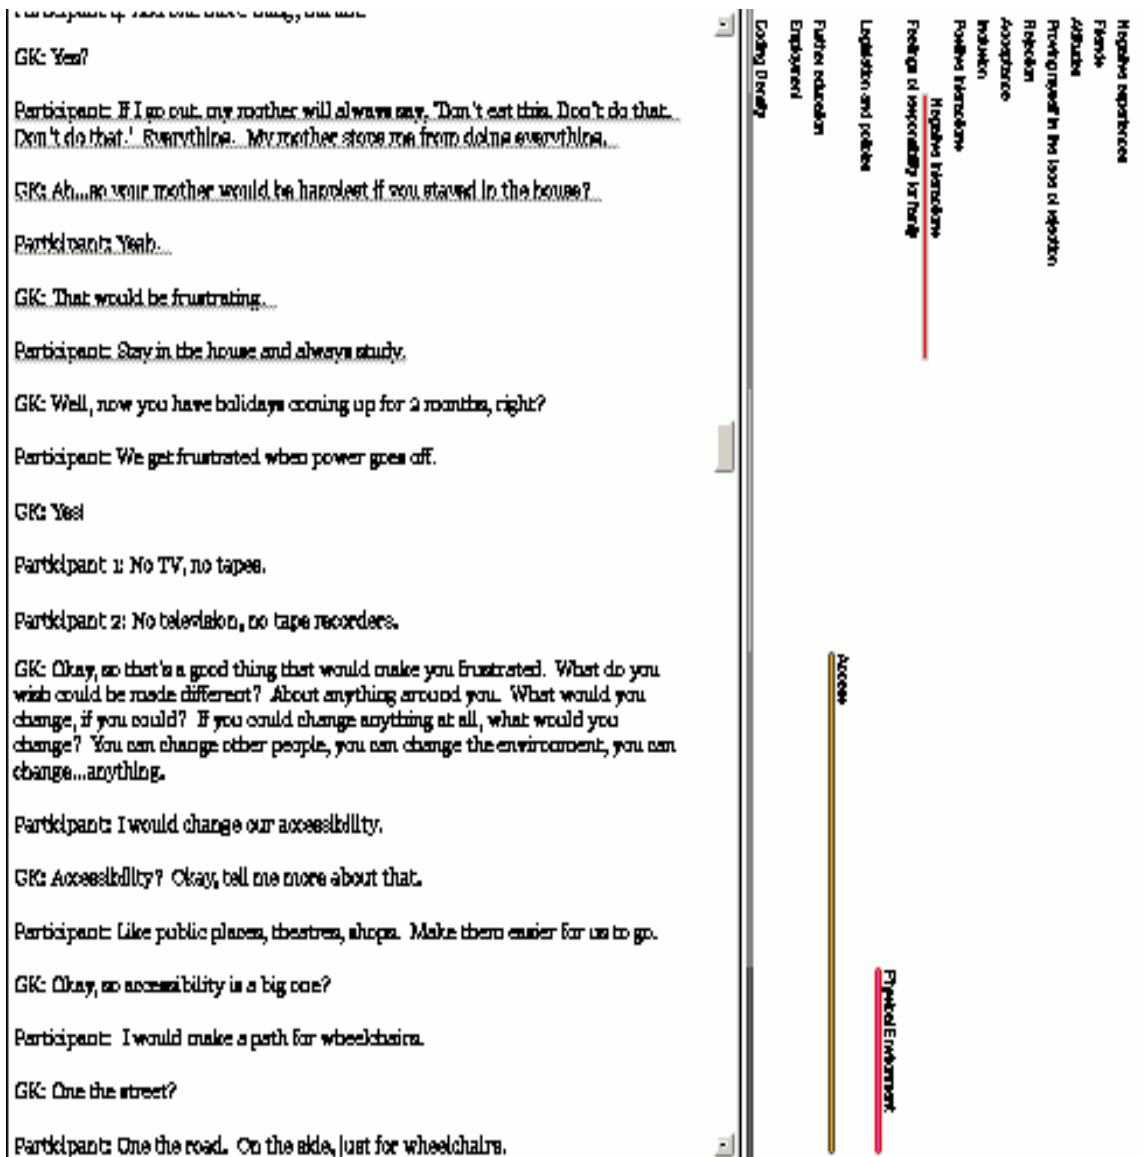 GK: Yes?
Participant: If I go out, my mother will always say, 'Don't eat this. Don't do that.
Don't do that.' Everything. My mother stops me from doing everything.
GK: Ah...so your mother would be happiest if you stayed in the house?
Participant: Yeah.
GK: That would be frustrating.
Participant: Stay in the house and always study.
GK: Well, now you have holidays coming up for 2 months, right?
Participant: We get frustrated when power goes off.
GK: Yes!
Participant 1: No TV, no tapes.
Participant 2: No television, no tape recorders.
GK: Okay, so that's a good thing that would make you frustrated. What do you
wish could be made different? About anything around you. What would you
change, if you could? If you could change anything at all, what would you
change? You can change other people, you can change the environment, you can
change...anything.
Participant: I would change our accessibility.
GK: Accessibility? Okay, tell me more about that.
Participant: Like public places, theatres, shops. Make them easier for us to go.
GK: Okay, so accessibility is a big one?
Participant: I would make a path for wheelchairs.
GK: One the street?
Participant: One the road. On the side, just for wheelchairs.
Negative experiences
Friends
Attitudes
Proving myself in the face of rejection
Rejection
Acceptance
Inclusion
Positive Interactions
Negative Interactions
Feelings of responsibility for family
Physical Environment
Legislation and policies
Access
Further education
Employment
Coding Density